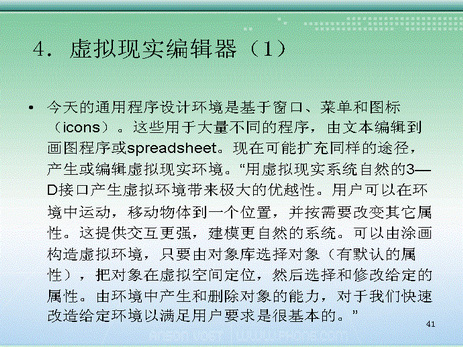 4．虚拟现实编辑器（1）
• 今天的通用程序设计环境是基于窗口、菜单和图标
（icons）。这些用于大量不同的程序，由文本编辑到
画图程序或spreadsheet。现在可能扩充同样的途径，
产生或编辑虚拟现实环境。“用虚拟现实系统自然的3—
D接口产生虚拟环境带来极大的优越性。用户可以在环
境中运动，移动物体到一个位置，并按需要改变其它属
性。这提供交互更强，建模更自然的系统。可以由涂画
构造虚拟环境，只要由对象库选择对象（有默认的属
性），把对象在虚拟空间定位，然后选择和修改给定的
属性。由环境中产生和删除对象的能力，对于我们快速
改造给定环境以满足用户要求是很基本的。”
41